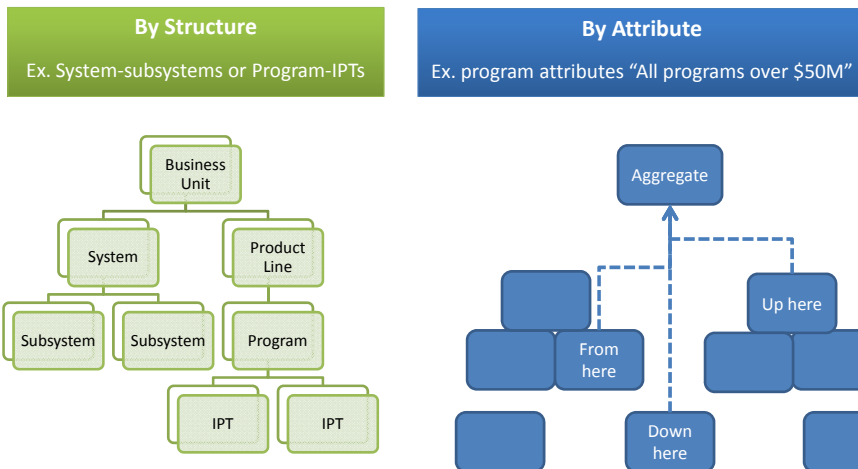 By Structure
Ex. System-subsystems or Program-IPTs
By Attribute
Ex. program attributes “All programs over $50M”
Business
Unit
System
Product
Line
Subsystem
Subsystem
Program
IPT
IPT
Aggregate
Up here
From
here
Down
here